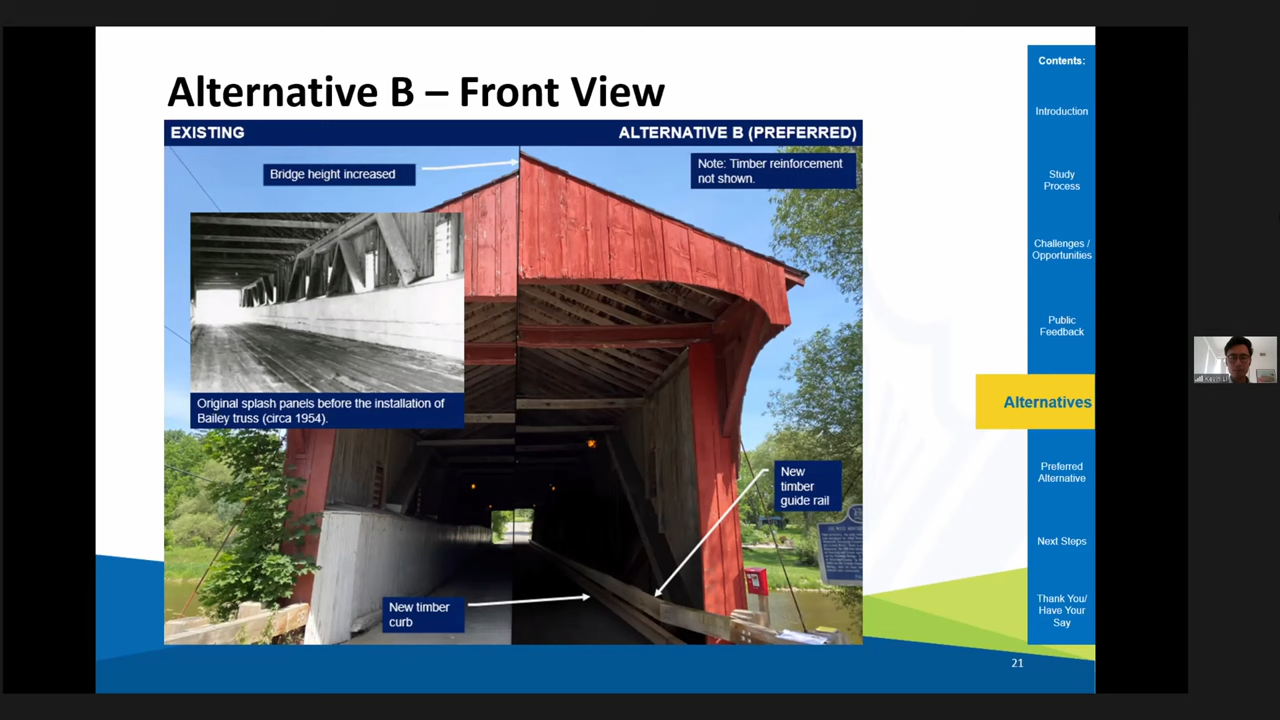 Alternative B – Front View
EXISTING
ALTERNATIVE B (PREFERRED)
Bridge height increased
Note: Timber reinforcement
not shown.
Original splash panels before the installation of
Bailey truss (circa 1954).
New
timber
guide rail
New timber
curb
Contents:
Introduction
Study
Process
Challenges /
Opportunities
Public
Feedback
Alternatives
Preferred
Alternative
Next Steps
Thank You/
Have Your
Say
21